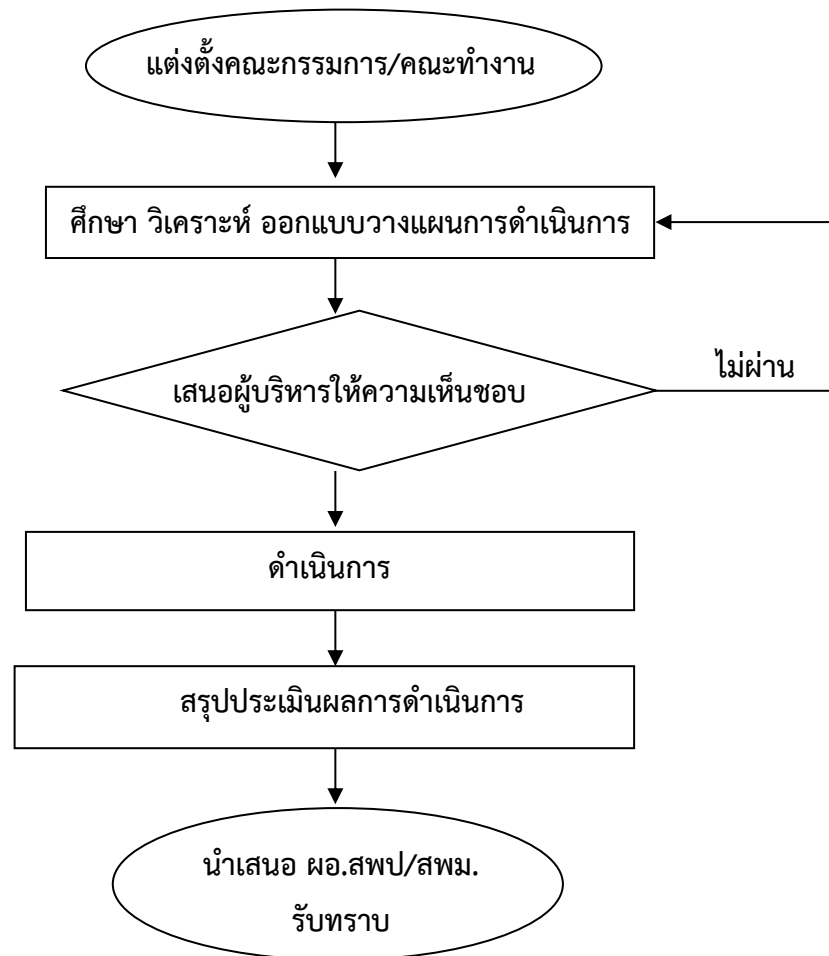 แต่งตั้งคณะกรรมการ/คณะทำงาน
ศึกษา วิเคราะห์ ออกแบบวางแผนการดำเนินการ
เสนอผู้บริหารให้ความเห็นชอบ
ไม่ผ่าน
ดำเนินการ
สรุปประเมินผลการดำเนินการ
นำเสนอ ผอ.สพป/สพม.
รับทราบ